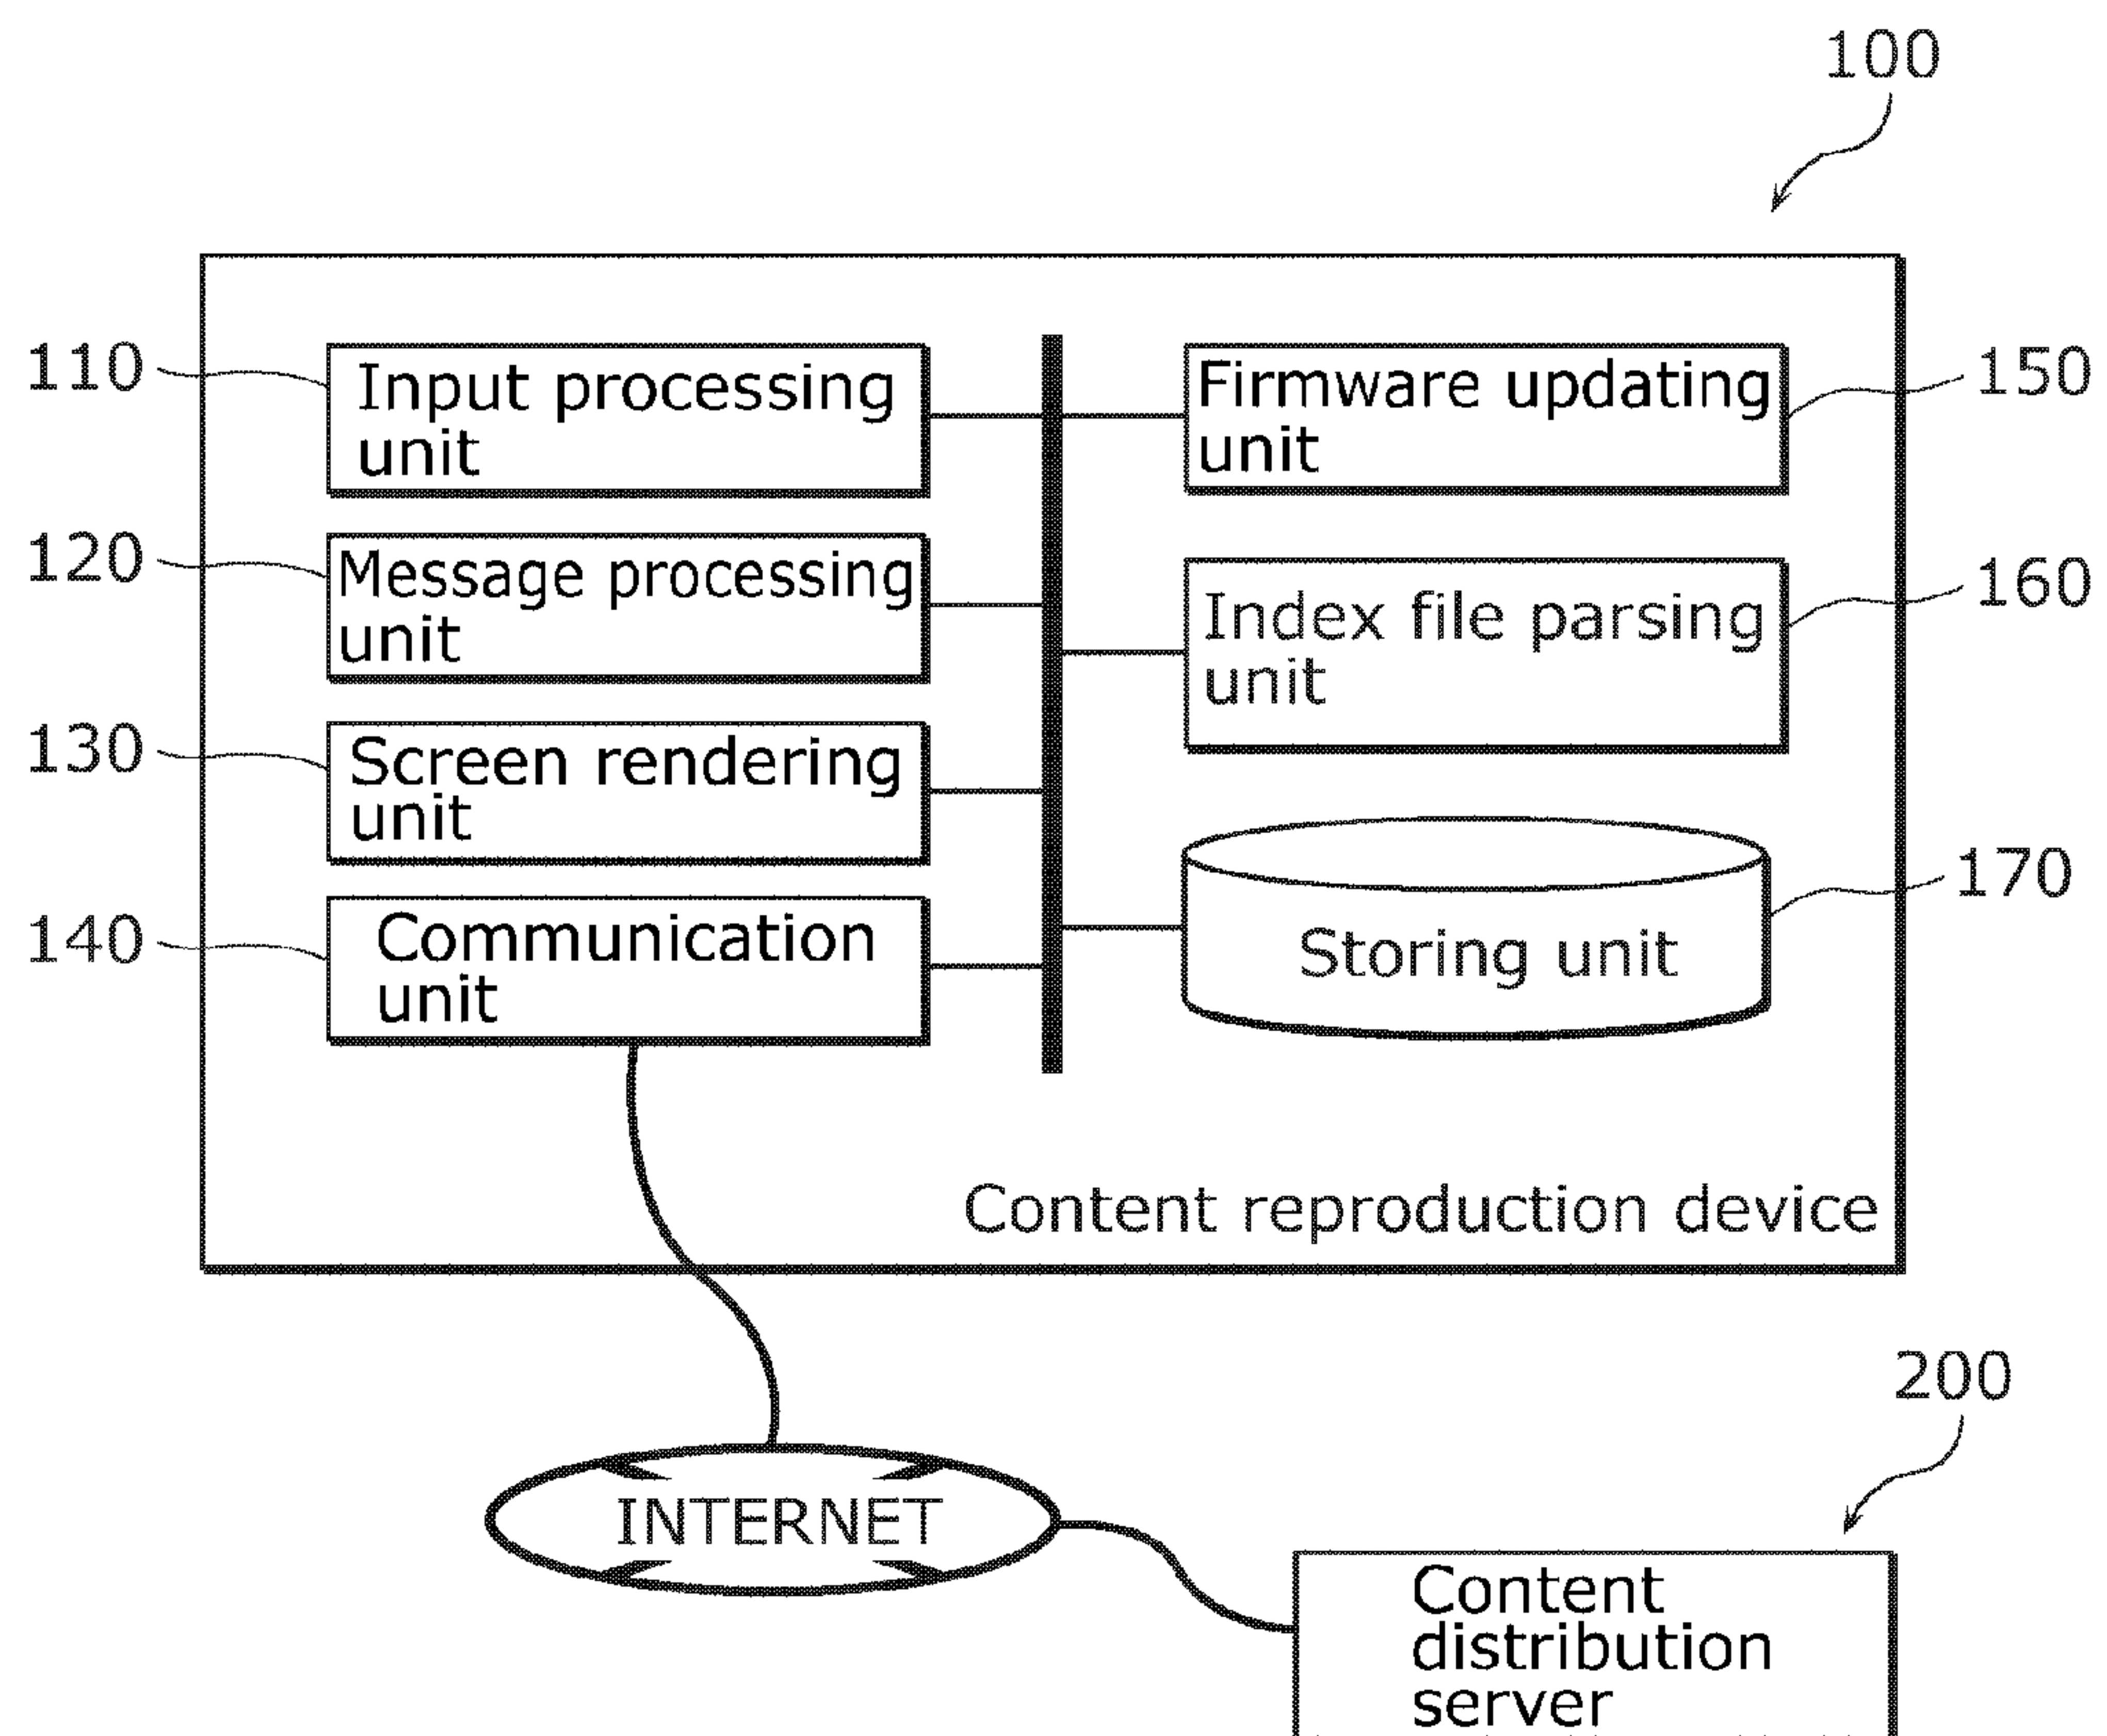 100
110
Input processing
unit
Firmware updating
unit
150
120
Message processing
unit
Index file parsing
unit
160
130
Screen rendering
unit
140
Communication
unit
Storing unit
170
Content reproduction device
INTERNET
200
Content
distribution
server